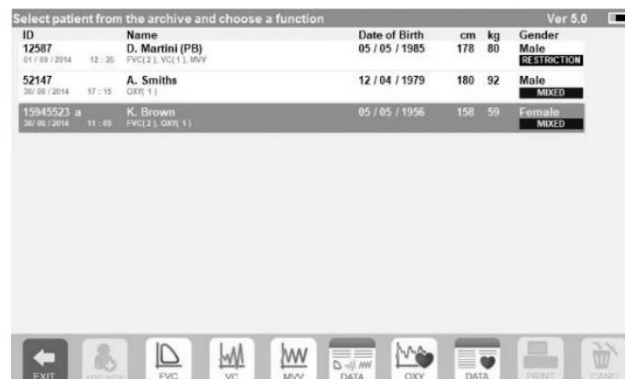 Select patient from the archive and choose a function Ver 5.0
ID Name Date of Birth cm kg Gender
12587 D. Martini (PB) 05 / 05 / 1985 178 80 Male
01 / 09 / 2014 12 : 20 FVC( 2 ), VC( 1 ), MVV RESTRICTION
52147 A. Smiths 12 / 04 / 1979 180 92 Male
30/ 08 / 2014 17 : 15 OXY( 1 ) MIXED
15945523 a K. Brown 05 / 05 / 1956 158 59 Female
30/ 08 / 2014 11 : 03 FVC( 2 ), OXY( 1 ) MIXED
EXIT ADD NEW FVC VC MVV DATA OXY DATA PRINT CANC